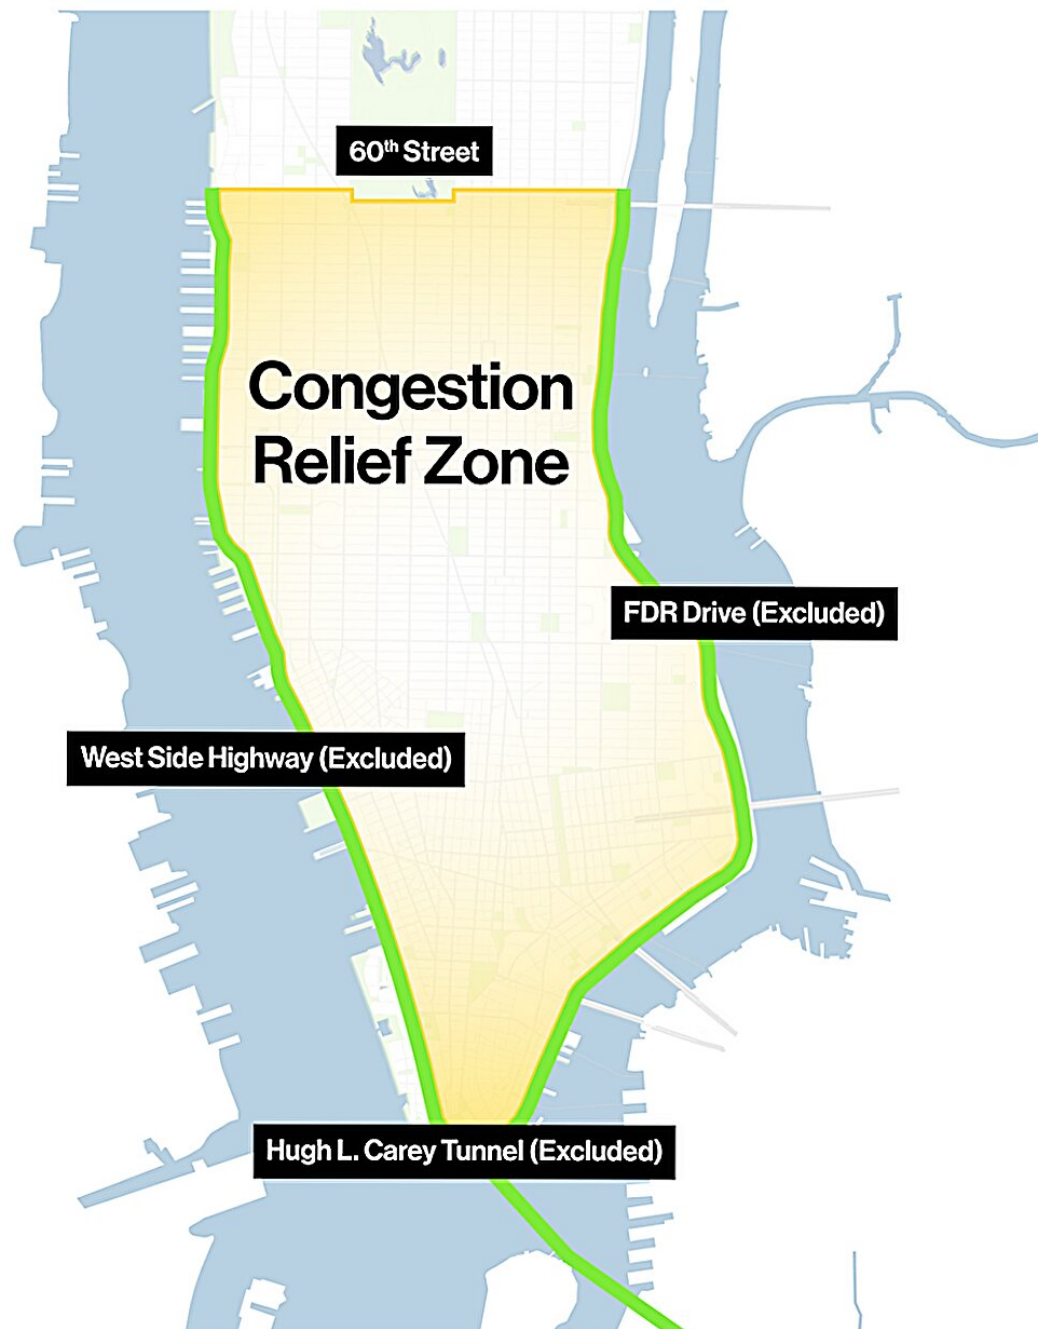 60th Street
Congestion
Relief Zone
FDR Drive (Excluded)
West Side Highway (Excluded)
Hugh L. Carey Tunnel (Excluded)